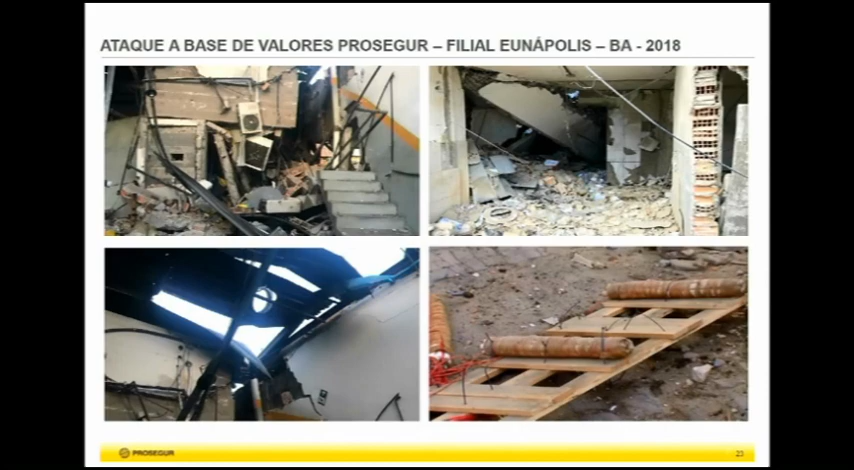 ATAQUE A BASE DE VALORES PROSEGUR – FILIAL EUNÁPOLIS – BA - 2018
PROSEGUR
23